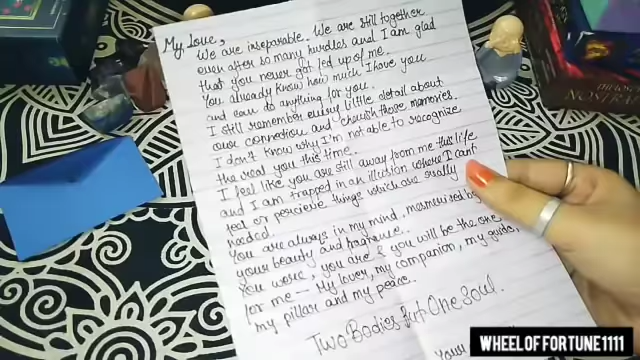 My Love,
We are inseparable. We are still together
even after so many hurdles and I am glad
that you never got fed up of me.
You already know how much I love you
and can do anything for you.
I still remember every little detail about
our connection and cherish those memories.
I don't know why I'm not able to recognize
the real you this time.
I feel like you are still away from me this life
and I am trapped in an illusion where I can't
feel or percieve things which are really
needed.
You are always in my mind, mesmerized by
your beauty and fragrance.
You were, you are & you will be the one
for me — My lover, my companion, my guide,
my pillar and my peace.
Two Bodies but One Soul.
Your
NOSTRA
WHEEL OF FORTUNE1111